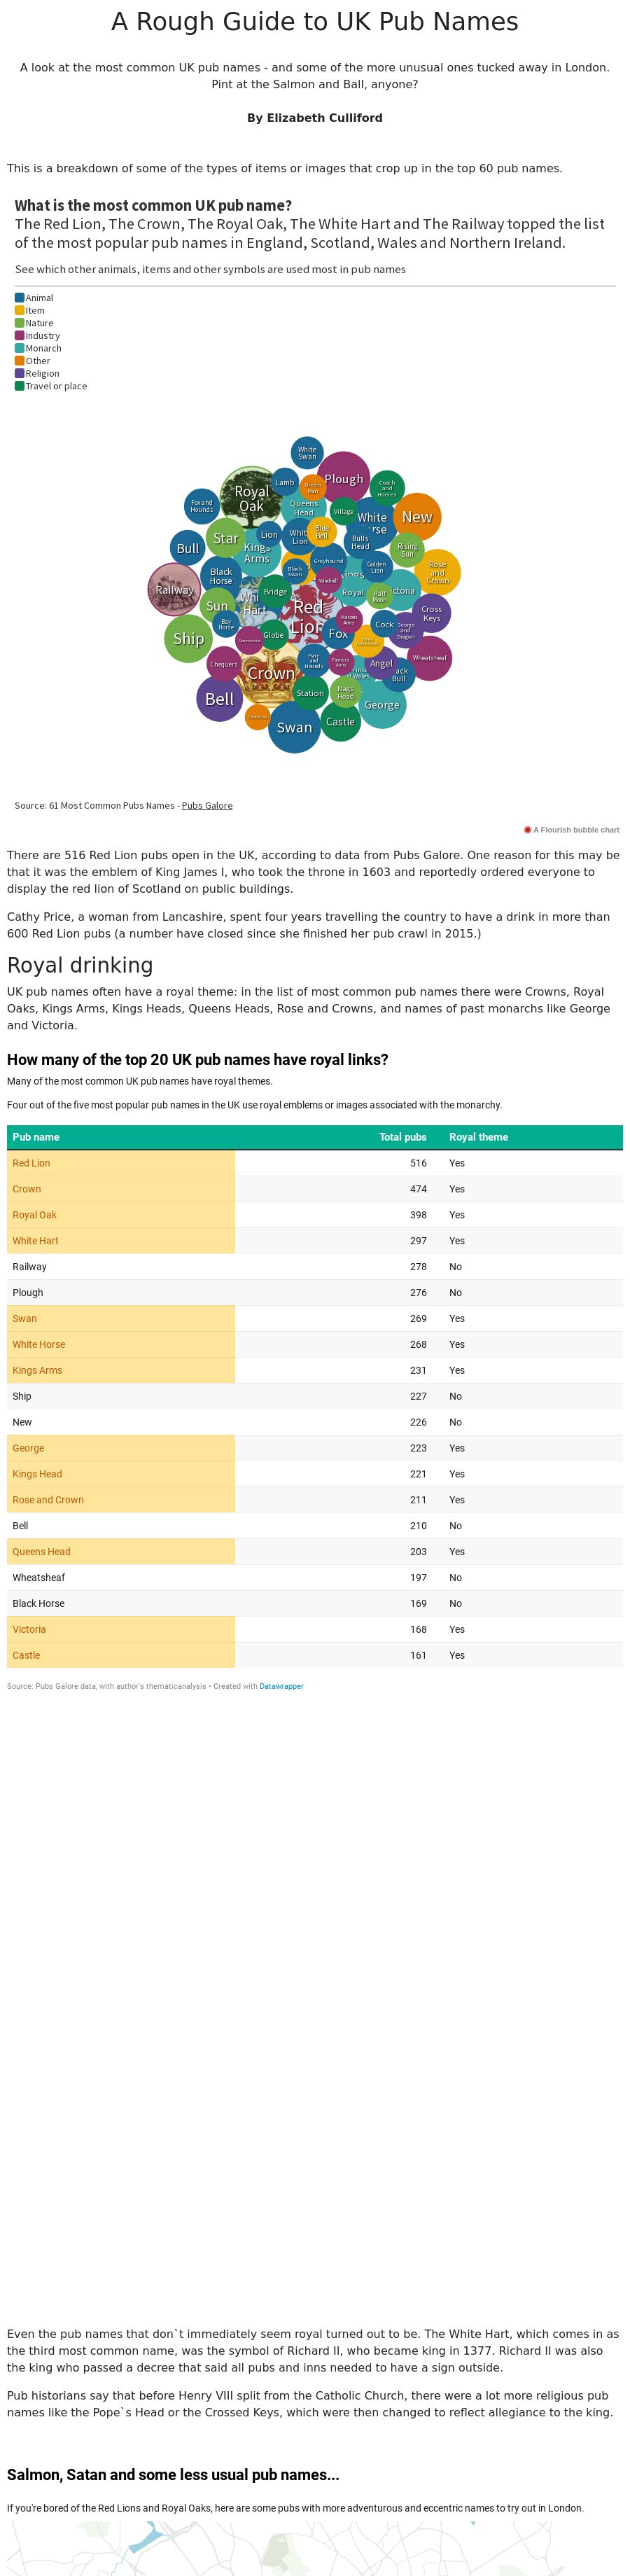 A Rough Guide to UK Pub Names
A look at the most common UK pub names - and some of the more unusual ones tucked away in London.
Pint at the Salmon and Ball, anyone?
By Elizabeth Culliford
This is a breakdown of some of the types of items or images that crop up in the top 60 pub names.
What is the most common UK pub name?
The Red Lion, The Crown, The Royal Oak, The White Hart and The Railway topped the list
of the most popular pub names in England, Scotland, Wales and Northern Ireland.
See which other animals, items and other symbols are used most in pub names
Animal
Item
Nature
Industry
Monarch
Other
Religion
Travel or place
White
Swan
Plough
Royal
Oak
Lamb
Green
Man
Coach
and
Horses
Fox and
Hounds
Queens
Head
Village
White
New
Star
Lion
Blue
Bell
Bulls
Head
Rising
Sun
Bull
Kings
Arms
Lion
Black
Horse
Black
Swan
Greyhound
Golden
Lion
Rose
and
Crown
Railway
Windmill
Bridge
Royal
Half
Moon
Sun
Hart
Red
Lion
Cross
Keys
Bay
Horse
Masons
Arms
Cock
George
and
Dragon
Ship
Commercial
Globe
Fox
Chequers
Hare
and
Hounds
Farmers
Arms
Angel
Wheatsheaf
Crown
of Wales
Bull
Bell
Station
Nags
Head
George
Swan
Castle
Source: 61 Most Common Pubs Names - Pubs Galore
A Flourish bubble chart
There are 516 Red Lion pubs open in the UK, according to data from Pubs Galore. One reason for this may be
that it was the emblem of King James I, who took the throne in 1603 and reportedly ordered everyone to
display the red lion of Scotland on public buildings.
Cathy Price, a woman from Lancashire, spent four years travelling the country to have a drink in more than
600 Red Lion pubs (a number have closed since she finished her pub crawl in 2015.)
Royal drinking
UK pub names often have a royal theme: in the list of most common pub names there were Crowns, Royal
Oaks, Kings Arms, Kings Heads, Queens Heads, Rose and Crowns, and names of past monarchs like George
and Victoria.
How many of the top 20 UK pub names have royal links?
Many of the most common UK pub names have royal themes.
Four out of the five most popular pub names in the UK use royal emblems or images associated with the monarchy.
Pub name Total pubs Royal theme
Red Lion 516 Yes
Crown 474 Yes
Royal Oak 398 Yes
White Hart 297 Yes
Railway 278 No
Plough 276 No
Swan 269 Yes
White Horse 268 Yes
Kings Arms 231 Yes
Ship 227 No
New 226 No
George 223 Yes
Kings Head 221 Yes
Rose and Crown 211 Yes
Bell 210 No
Queens Head 203 Yes
Wheatsheaf 197 No
Black Horse 169 No
Victoria 168 Yes
Castle 161 Yes
Source: Pubs Galore data, with author's thematicanalysis • Created with Datawrapper
Even the pub names that don`t immediately seem royal turned out to be. The White Hart, which comes in as
the third most common name, was the symbol of Richard II, who became king in 1377. Richard II was also
the king who passed a decree that said all pubs and inns needed to have a sign outside.
Pub historians say that before Henry VIII split from the Catholic Church, there were a lot more religious pub
names like the Pope`s Head or the Crossed Keys, which were then changed to reflect allegiance to the king.
Salmon, Satan and some less usual pub names...
If you're bored of the Red Lions and Royal Oaks, here are some pubs with more adventurous and eccentric names to try out in London.